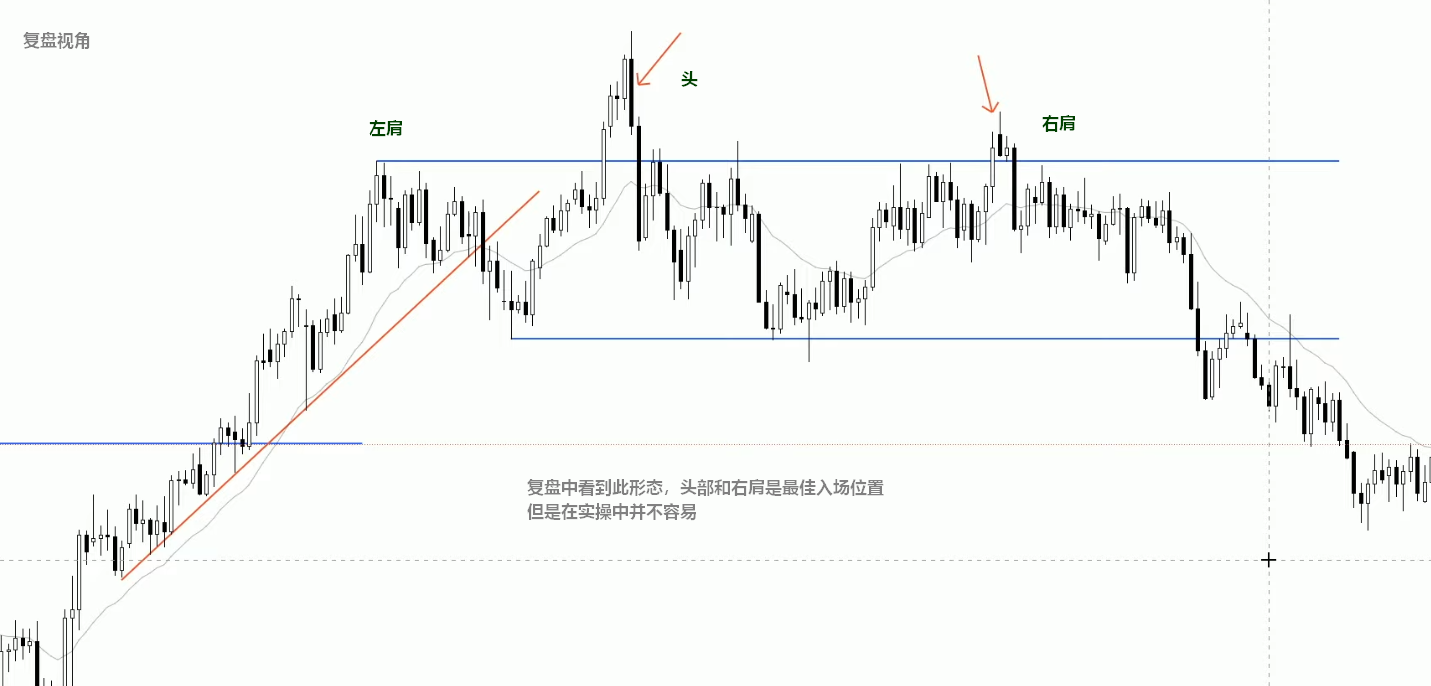 复盘视角
头
左肩
右肩
复盘中看到此形态，头部和右肩是最佳入场位置
但是在实操中并不容易